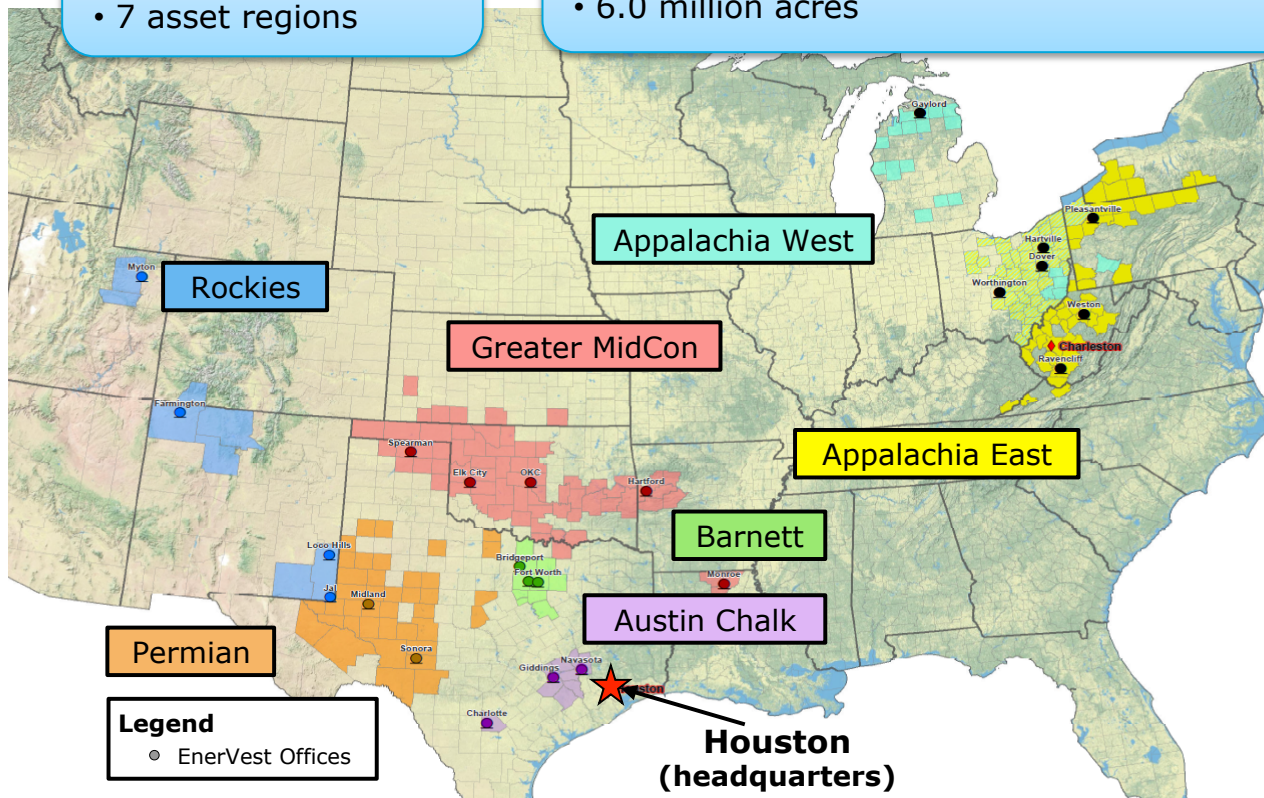 • 7 asset regions
• 6.0 million acres
Gaylord
Appalachia West
Pleasantville
Hartville
Dover
Worthington
Myton
Rockies
Weston
Charleston
Ravencliff
Greater MidCon
Farmington
Spearman
Elk City
OKC
Hartford
Appalachia East
Barnett
Loco Hills
Bridgeport
Fort Worth
Monroe
Jal
Midland
Austin Chalk
Permian
Sonora
Giddings
Navasota
Charlotte
Legend
EnerVest Offices
Houston
(headquarters)